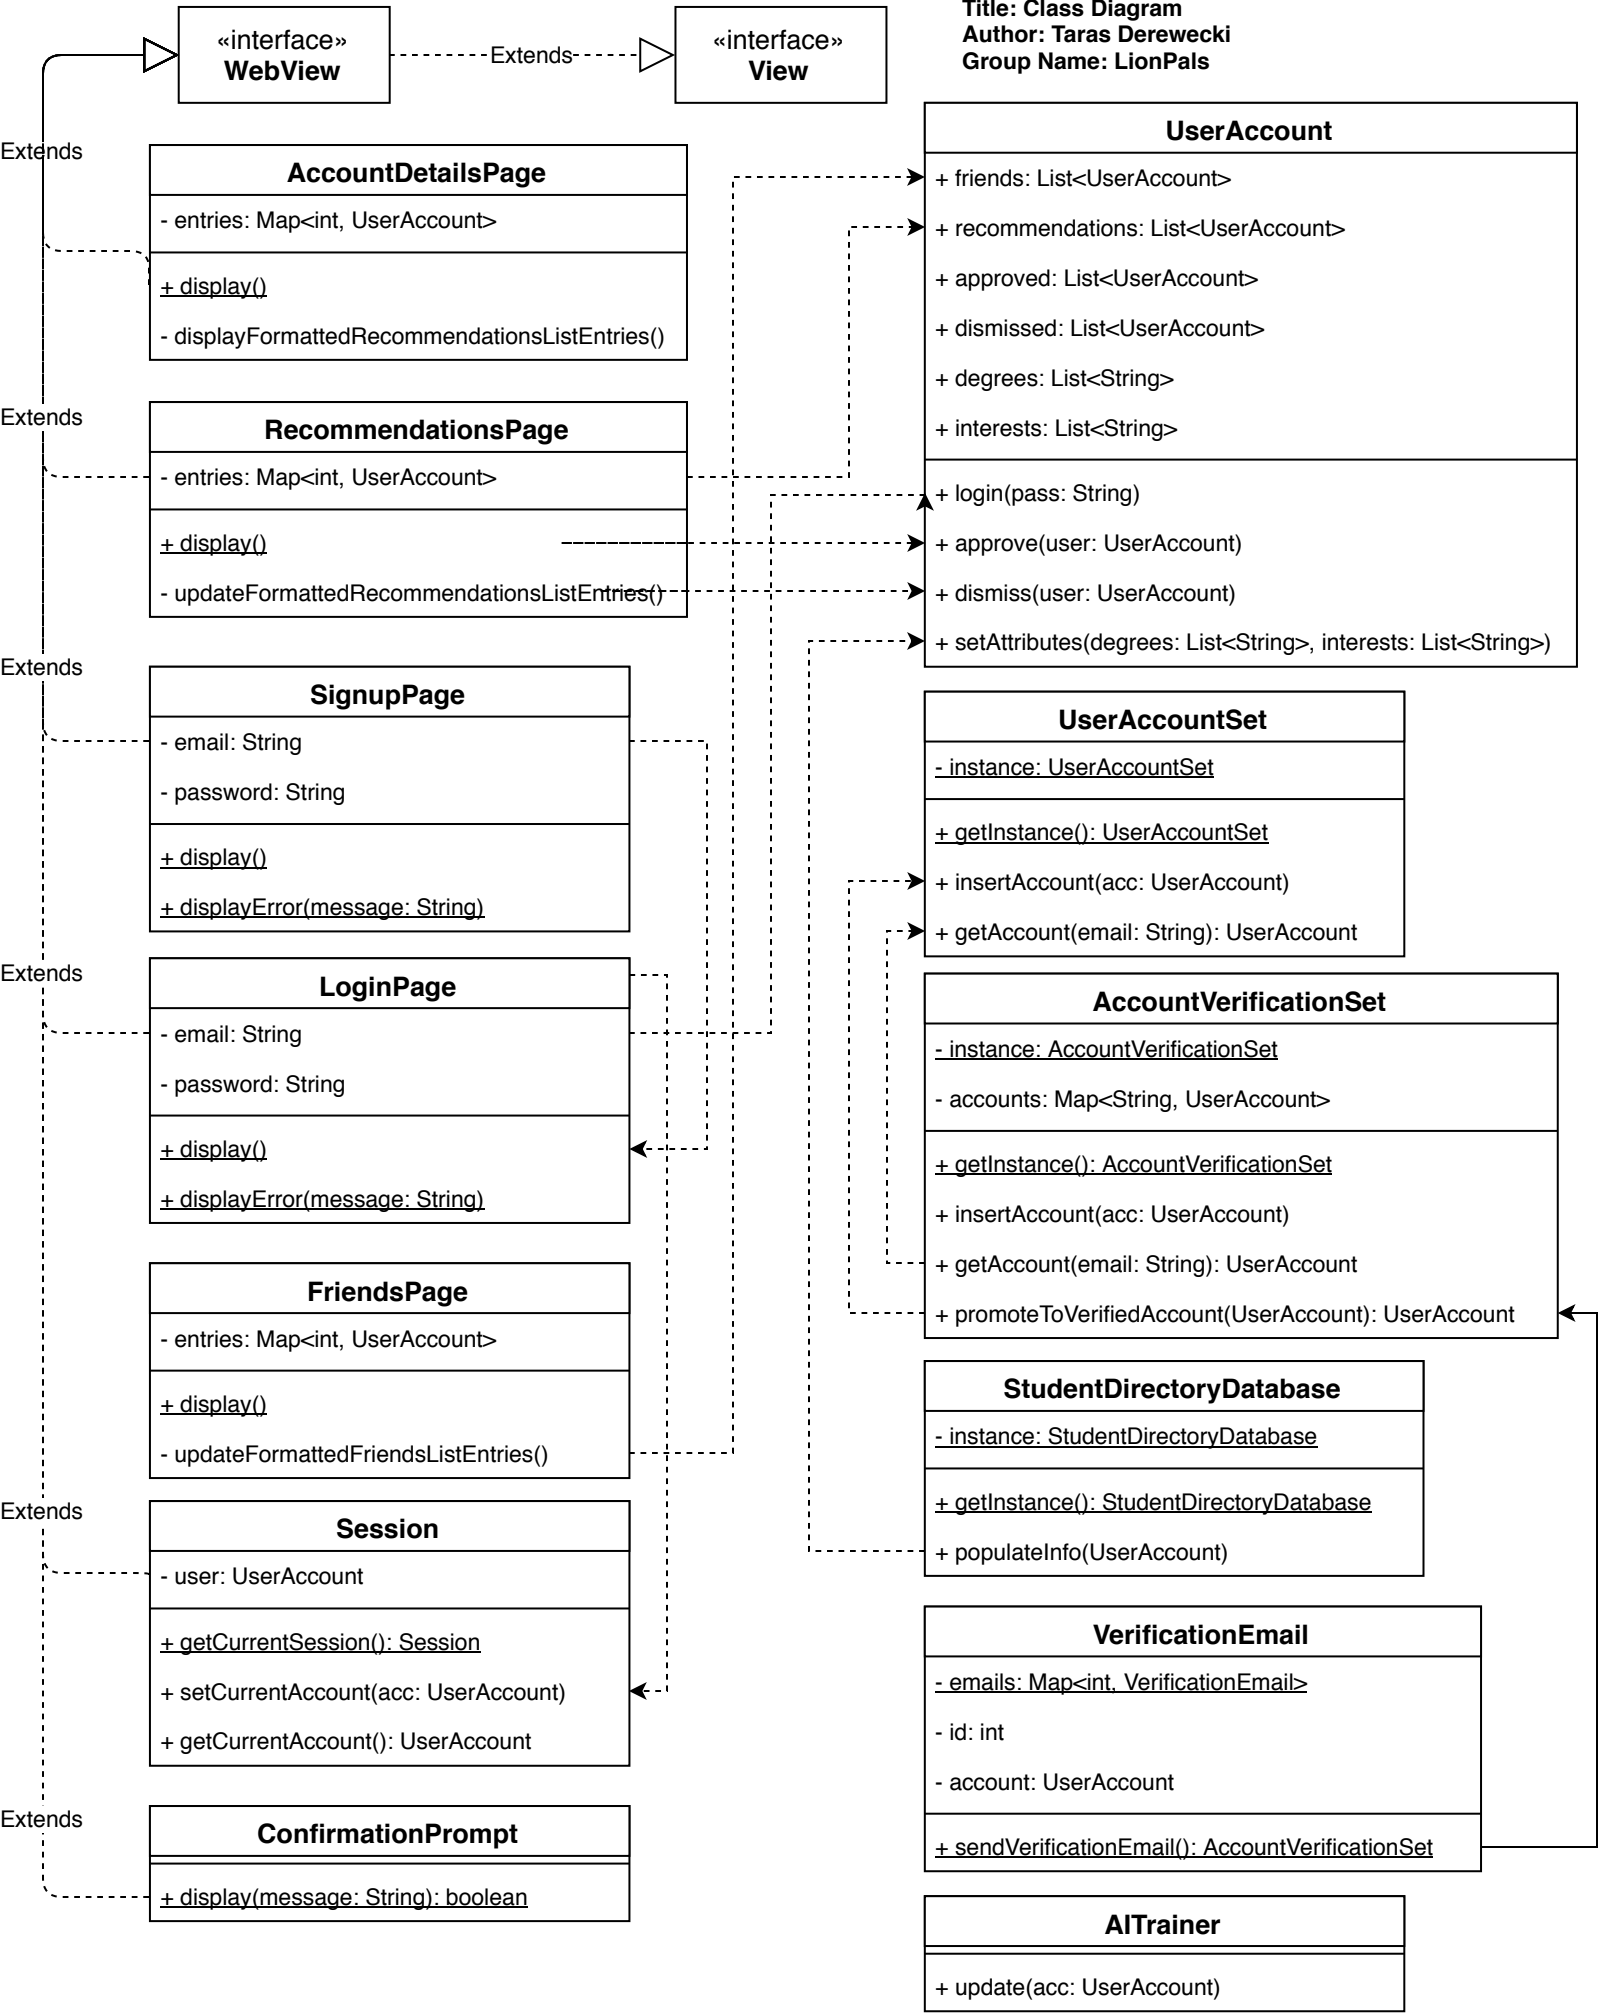 Title: Class Diagram
Author: Taras Derewecki
Group Name: LionPals
«interface»
WebView
Extends
«interface»
View
Extends
AccountDetailsPage
- entries: Map<int, UserAccount>
+ display()
- displayFormattedRecommendationsListEntries()
Extends
RecommendationsPage
- entries: Map<int, UserAccount>
+ display()
- updateFormattedRecommendationsListEntries()
Extends
SignupPage
- email: String
- password: String
+ display()
+ displayError(message: String)
Extends
LoginPage
- email: String
- password: String
+ display()
+ displayError(message: String)
FriendsPage
- entries: Map<int, UserAccount>
+ display()
- updateFormattedFriendsListEntries()
Extends
Session
- user: UserAccount
+ getCurrentSession(): Session
+ setCurrentAccount(acc: UserAccount)
+ getCurrentAccount(): UserAccount
Extends
ConfirmationPrompt
+ display(message: String): boolean
UserAccount
+ friends: List<UserAccount>
+ recommendations: List<UserAccount>
+ approved: List<UserAccount>
+ dismissed: List<UserAccount>
+ degrees: List<String>
+ interests: List<String>
+ login(pass: String)
+ approve(user: UserAccount)
+ dismiss(user: UserAccount)
+ setAttributes(degrees: List<String>, interests: List<String>)
UserAccountSet
- instance: UserAccountSet
+ getInstance(): UserAccountSet
+ insertAccount(acc: UserAccount)
+ getAccount(email: String): UserAccount
AccountVerificationSet
- instance: AccountVerificationSet
- accounts: Map<String, UserAccount>
+ getInstance(): AccountVerificationSet
+ insertAccount(acc: UserAccount)
+ getAccount(email: String): UserAccount
+ promoteToVerifiedAccount(UserAccount): UserAccount
StudentDirectoryDatabase
- instance: StudentDirectoryDatabase
+ getInstance(): StudentDirectoryDatabase
+ populateInfo(UserAccount)
VerificationEmail
- emails: Map<int, VerificationEmail>
- id: int
- account: UserAccount
+ sendVerificationEmail(): AccountVerificationSet
AITrainer
+ update(acc: UserAccount)